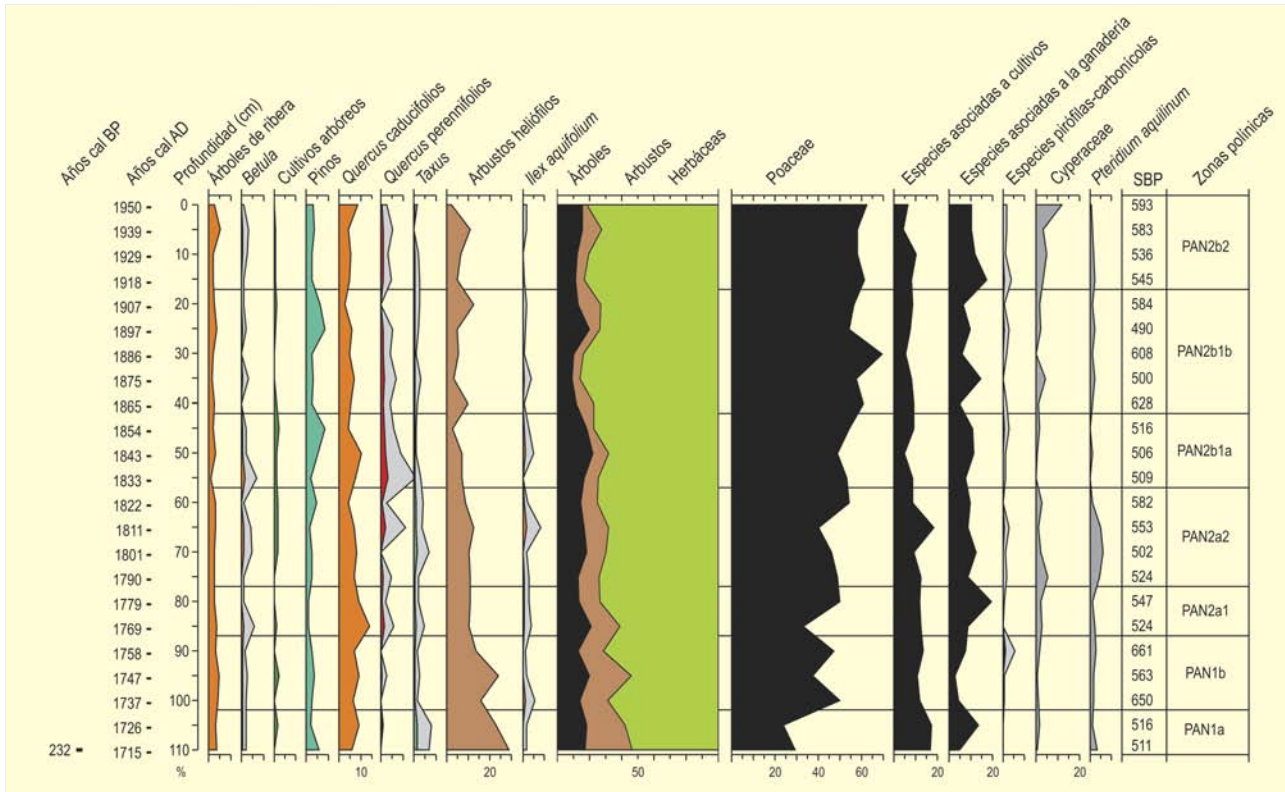 Años cal BP
Años cal AD
Profundidad (cm)
Árboles de ribera
Betula
Cultivos arbóreos
Pinos
Quercus caducifolios
Quercus perennifolios
Taxus
Arbustos heliófilos
Ilex aquifolium
Árboles
Arbustos
Herbáceas
Poaceae
Especies asociadas a cultivos
Especies asociadas a la ganadería
Especies pirófilas-carbonícolas
Cyperaceae
Pteridium aquilinum
SBP
Zonas polínicas
1950 0 593
1939 583
1929 10 536 PAN2b2
1918 545
1907 20 584
1897 490
1886 30 608 PAN2b1b
1875 500
1865 40 628
1854 516
1843 50 506 PAN2b1a
1833 509
1822 60 582
1811 553 PAN2a2
1801 70 502
1790 524
1779 80 547 PAN2a1
1769 524
1758 90 661
1747 563 PAN1b
1737 100 650
1726 516 PAN1a
232 1715 110 511
% 10 20 50 20 40 60 20 20 20